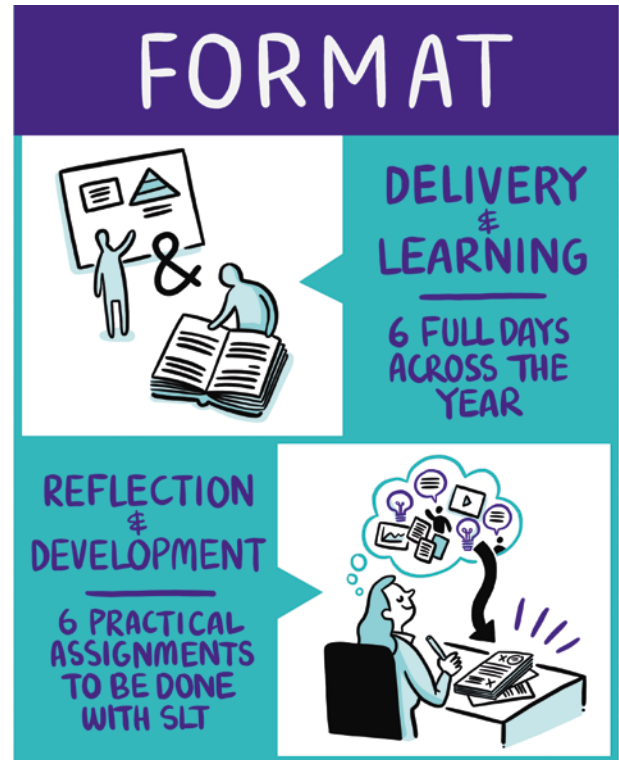 FORMAT
DELIVERY
&
LEARNING
6 FULL DAYS
ACROSS THE
YEAR
&
REFLECTION
&
DEVELOPMENT
6 PRACTICAL
ASSIGNMENTS
TO BE DONE
WITH SLT